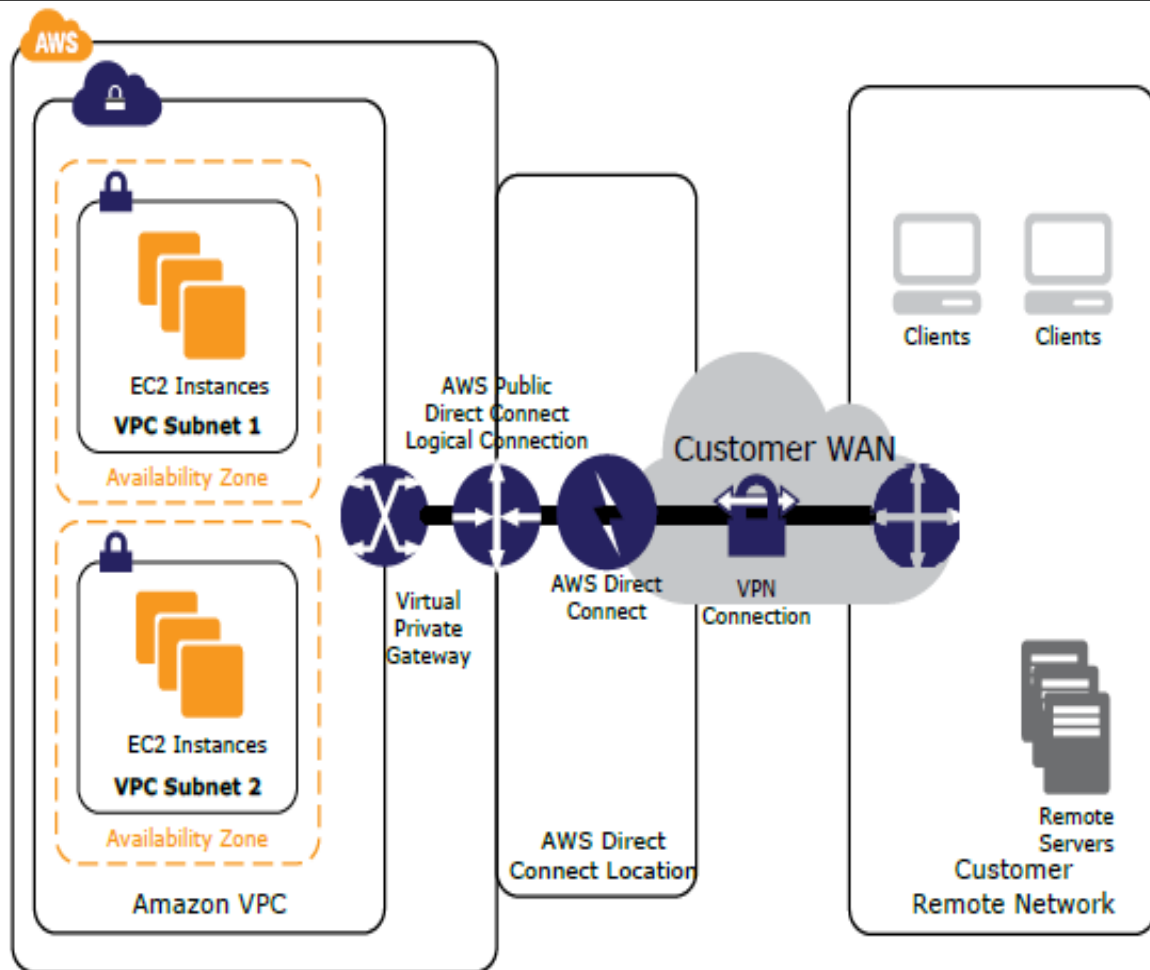 AWS
EC2 Instances
VPC Subnet 1
Availability Zone
EC2 Instances
VPC Subnet 2
Availability Zone
Amazon VPC
Virtual
Private
Gateway
AWS Public
Direct Connect
Logical Connection
AWS Direct
Connect
AWS Direct
Connect Location
Customer WAN
VPN
Connection
Clients
Clients
Remote
Servers
Customer
Remote Network